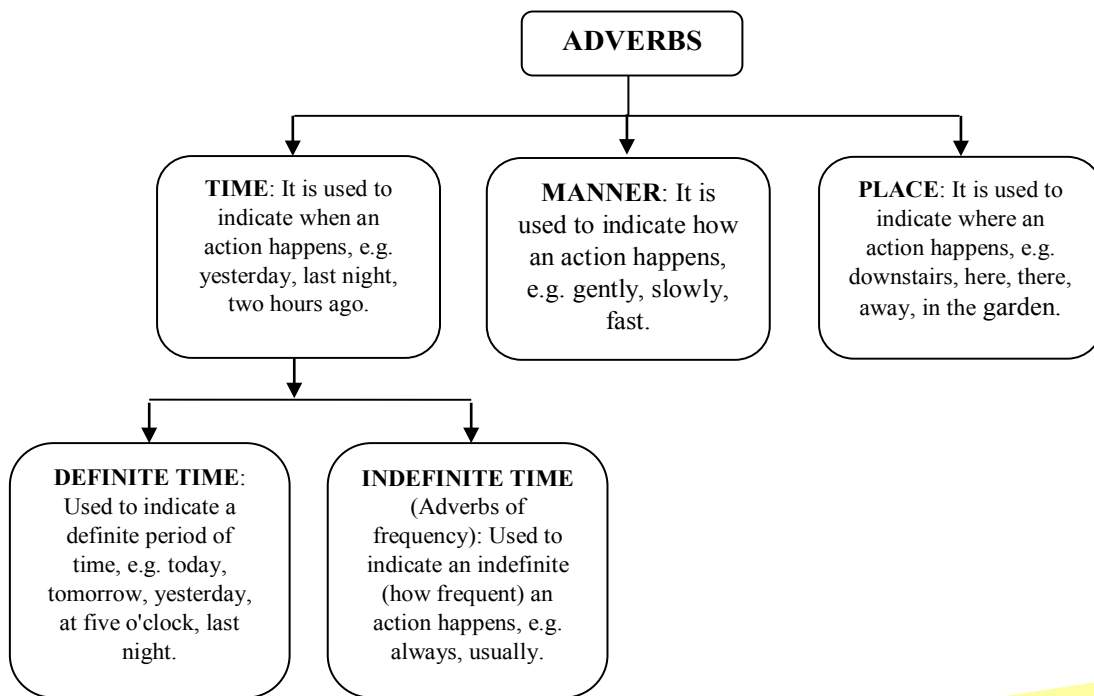 ADVERBS
TIME: It is used to
indicate when an
action happens, e.g.
yesterday, last night,
two hours ago.
MANNER: It is
used to indicate how
an action happens,
e.g. gently, slowly,
fast.
PLACE: It is used to
indicate where an
action happens, e.g.
downstairs, here, there,
away, in the garden.
DEFINITE TIME:
Used to indicate a
definite period of
time, e.g. today,
tomorrow, yesterday,
at five o'clock, last
night.
INDEFINITE TIME
(Adverbs of
frequency): Used to
indicate an indefinite
(how frequent) an
action happens, e.g.
always, usually.